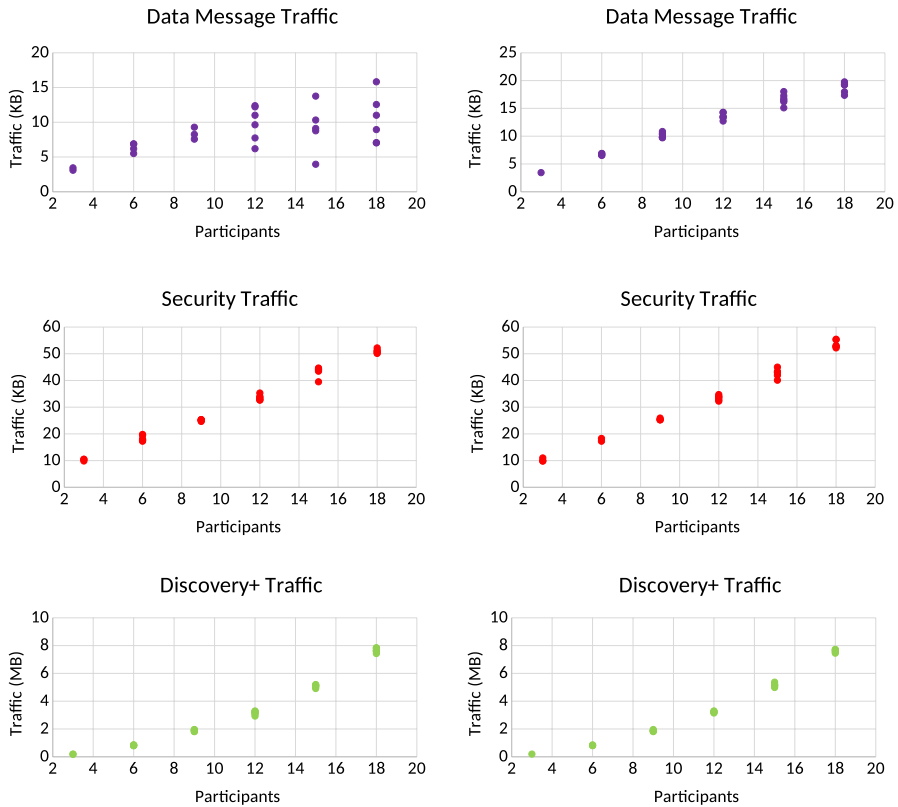 Data Message Traffic
Traffic (KB)
20
15
10
5
0
2 4 6 8 10 12 14 16 18 20
Participants
Data Message Traffic
Traffic (KB)
25
20
15
10
5
0
2 4 6 8 10 12 14 16 18 20
Participants
Security Traffic
Traffic (KB)
60
50
40
30
20
10
0
2 4 6 8 10 12 14 16 18 20
Participants
Security Traffic
Traffic (KB)
60
50
40
30
20
10
0
2 4 6 8 10 12 14 16 18 20
Participants
Discovery+ Traffic
Traffic (MB)
10
8
6
4
2
0
2 4 6 8 10 12 14 16 18 20
Participants
Discovery+ Traffic
Traffic (MB)
10
8
6
4
2
0
2 4 6 8 10 12 14 16 18 20
Participants